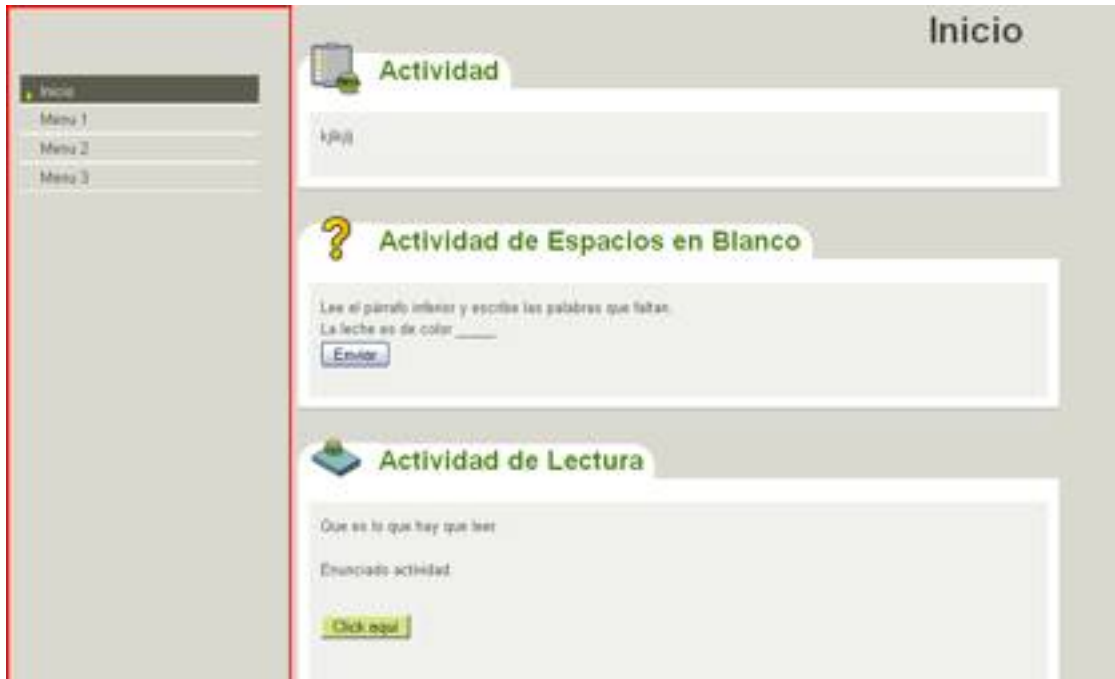 Inicio
Inicio
Menu 1
Menu 2
Menu 3
Actividad
Actividad de Espacios en Blanco
Lee el párrafo inferior y escribe las palabras que faltan.
La leche es de color _____
Enviar
Actividad de Lectura
Que es lo que hay que leer
Enunciado actividad
Click aquí